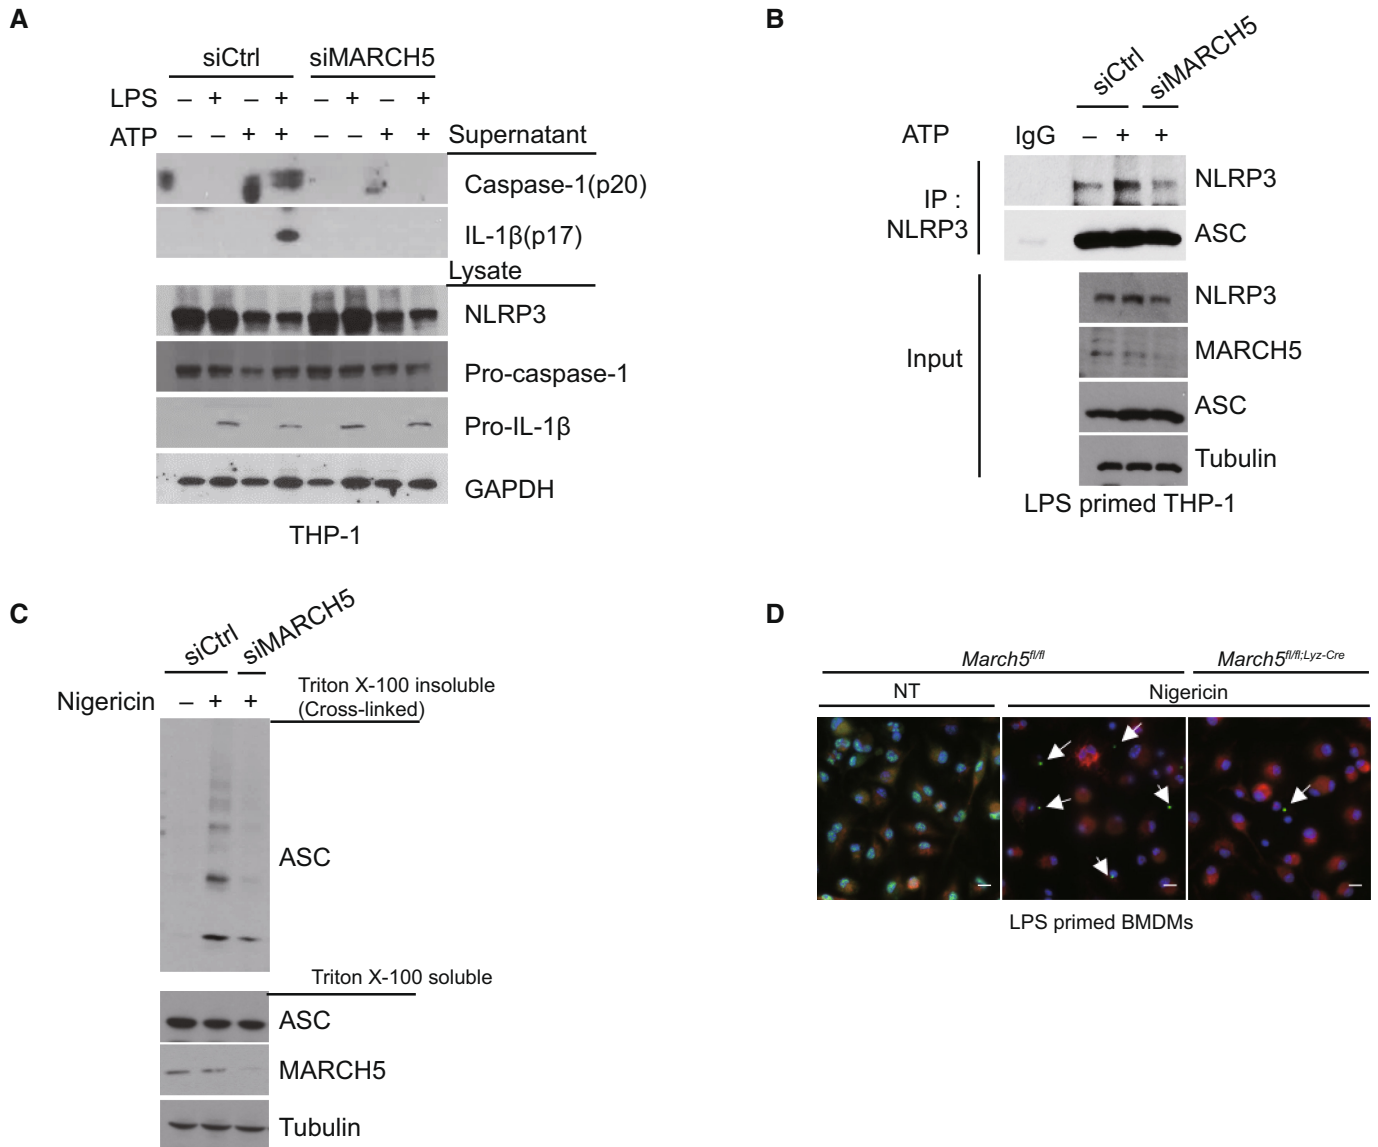 A
siCtrl siMARCH5
LPS – + – + – + – +
ATP – – + + – – + + Supernatant
Caspase-1(p20)
IL-1β(p17)
Lysate
NLRP3
Pro-caspase-1
Pro-IL-1β
GAPDH
THP-1
B
siCtrl siMARCH5
ATP IgG – + +
IP :
NLRP3
NLRP3
ASC
Input
NLRP3
MARCH5
ASC
Tubulin
LPS primed THP-1
C
siCtrl siMARCH5
Nigericin – + +
Triton X-100 insoluble
(Cross-linked)
ASC
Triton X-100 soluble
ASC
MARCH5
Tubulin
D
March5fl/fl March5fl/fl;Lyz-Cre
NT Nigericin
LPS primed BMDMs